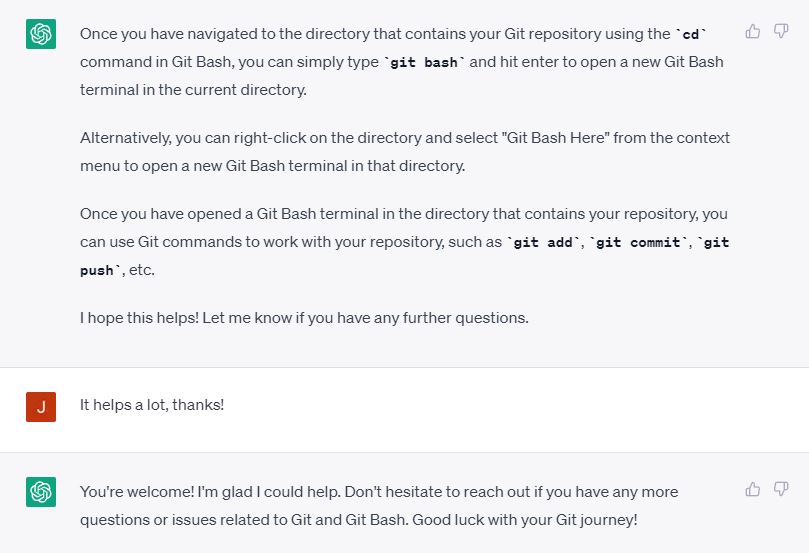 Once you have navigated to the directory that contains your Git repository using the `cd`
command in Git Bash, you can simply type `git bash` and hit enter to open a new Git Bash
terminal in the current directory.
Alternatively, you can right-click on the directory and select "Git Bash Here" from the context
menu to open a new Git Bash terminal in that directory.
Once you have opened a Git Bash terminal in the directory that contains your repository, you
can use Git commands to work with your repository, such as `git add`, `git commit`, `git
push`, etc.
I hope this helps! Let me know if you have any further questions.
J
It helps a lot, thanks!
You're welcome! I'm glad I could help. Don't hesitate to reach out if you have any more
questions or issues related to Git and Git Bash. Good luck with your Git journey!